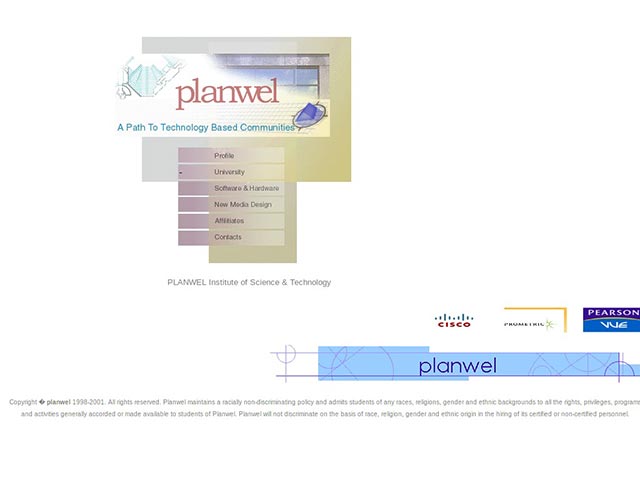 planwel
A Path To Technology Based Communities
Profile
University
Software & Hardware
New Media Design
Affiliates
Contacts
PLANWEL Institute of Science & Technology
CISCO
PROMETRIC
PEARSON
VUE
planwel
Copyright � planwel 1998-2001. All rights reserved. Planwel maintains a racially non-discriminating policy and admits students of any races, religions, gender and ethnic backgrounds to all the rights, privileges, programs
and activities generally accorded or made available to students of Planwel. Planwel will not discriminate on the basis of race, religion, gender and ethnic origin in the hiring of its certified or non-certified personnel.